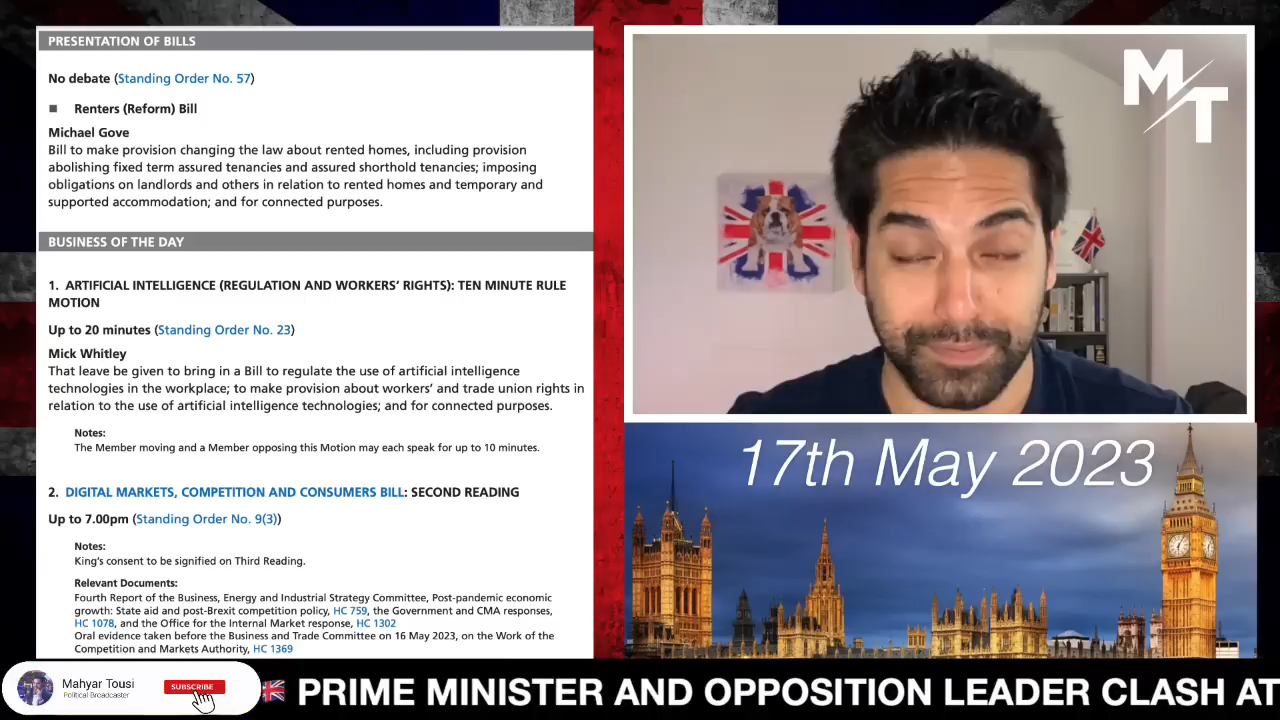 PRESENTATION OF BILLS
No debate (Standing Order No. 57)
■ Renters (Reform) Bill
Michael Gove
Bill to make provision changing the law about rented homes, including provision
abolishing fixed term assured tenancies and assured shorthold tenancies; imposing
obligations on landlords and others in relation to rented homes and temporary and
supported accommodation; and for connected purposes.
BUSINESS OF THE DAY
1. ARTIFICIAL INTELLIGENCE (REGULATION AND WORKERS' RIGHTS): TEN MINUTE RULE
MOTION
Up to 20 minutes (Standing Order No. 23)
Mick Whitley
That leave be given to bring in a Bill to regulate the use of artificial intelligence
technologies in the workplace; to make provision about workers' and trade union rights in
relation to the use of artificial intelligence technologies; and for connected purposes.
Notes:
The Member moving and a Member opposing this Motion may each speak for up to 10 minutes.
2. DIGITAL MARKETS, COMPETITION AND CONSUMERS BILL: SECOND READING
Up to 7.00pm (Standing Order No. 9(3))
Notes:
King's consent to be signified on Third Reading.
Relevant Documents:
Fourth Report of the Business, Energy and Industrial Strategy Committee, Post-pandemic economic
growth: State aid and post-Brexit competition policy, HC 759, the Government and CMA responses,
HC 1078, and the Office for the Internal Market response, HC 1302
Oral evidence taken before the Business and Trade Committee on 16 May 2023, on the Work of the
Competition and Markets Authority, HC 1369
MT
17th May 2023
Mahyar Tousi
Political Broadcaster
SUBSCRIBE
PRIME MINISTER AND OPPOSITION LEADER CLASH AT